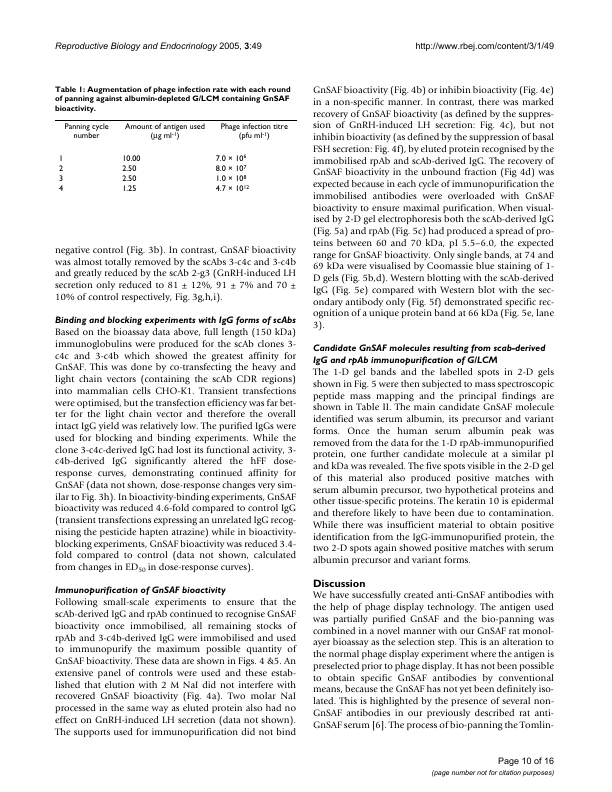 Reproductive Biology and Endocrinology 2005, 3:49
http://www.rbej.com/content/3/1/49
Table 1: Augmentation of phage infection rate with each round
of panning against albumin-depleted G/LCM containing GnSAF
bioactivity.
Panning cycle number
Amount of antigen used (μg ml⁻¹)
Phage infection titre (pfu ml⁻¹)
1 10.00 7.0 × 10⁶
2 2.50 8.0 × 10⁷
3 2.50 1.0 × 10⁸
4 1.25 4.7 × 10¹²
negative control (Fig. 3b). In contrast, GnSAF bioactivity
was almost totally removed by the scAbs 3-c4c and 3-c4b
and greatly reduced by the scAb 2-g3 (GnRH-induced LH
secretion only reduced to 81 ± 12%, 91 ± 7% and 70 ±
10% of control respectively, Fig. 3g,h,i).
Binding and blocking experiments with IgG forms of scAbs
Based on the bioassay data above, full length (150 kDa)
immunoglobulins were produced for the scAb clones 3-
c4c and 3-c4b which showed the greatest affinity for
GnSAF. This was done by co-transfecting the heavy and
light chain vectors (containing the scAb CDR regions)
into mammalian cells CHO-K1. Transient transfections
were optimised, but the transfection efficiency was far bet-
ter for the light chain vector and therefore the overall
intact IgG yield was relatively low. The purified IgGs were
used for blocking and binding experiments. While the
clone 3-c4c-derived IgG had lost its functional activity, 3-
c4b-derived IgG significantly altered the hFF dose-
response curves, demonstrating continued affinity for
GnSAF (data not shown, dose-response changes very sim-
ilar to Fig. 3h). In bioactivity-binding experiments, GnSAF
bioactivity was reduced 4.6-fold compared to control IgG
(transient transfections expressing an unrelated IgG recog-
nising the pesticide hapten atrazine) while in bioactivity-
blocking experiments, GnSAF bioactivity was reduced 3.4-
fold compared to control (data not shown, calculated
from changes in ED₅₀ in dose-response curves).
Immunopurification of GnSAF bioactivity
Following small-scale experiments to ensure that the
scAb-derived IgG and rpAb continued to recognise GnSAF
bioactivity once immobilised, all remaining stocks of
rpAb and 3-c4b-derived IgG were immobilised and used
to immunopurify the maximum possible quantity of
GnSAF bioactivity. These data are shown in Figs. 4 &5. An
extensive panel of controls were used and these estab-
lished that elution with 2 M NaI did not interfere with
recovered GnSAF bioactivity (Fig. 4a). Two molar NaI
processed in the same way as eluted protein also had no
effect on GnRH-induced LH secretion (data not shown).
The supports used for immunopurification did not bind
GnSAF bioactivity (Fig. 4b) or inhibin bioactivity (Fig. 4e)
in a non-specific manner. In contrast, there was marked
recovery of GnSAF bioactivity (as defined by the suppres-
sion of GnRH-induced LH secretion: Fig. 4c), but not
inhibin bioactivity (as defined by the suppression of basal
FSH secretion: Fig. 4f), by eluted protein recognised by the
immobilised rpAb and scAb-derived IgG. The recovery of
GnSAF bioactivity in the unbound fraction (Fig 4d) was
expected because in each cycle of immunopurification the
immobilised antibodies were overloaded with GnSAF
bioactivity to ensure maximal purification. When visual-
ised by 2-D gel electrophoresis both the scAb-derived IgG
(Fig. 5a) and rpAb (Fig. 5c) had produced a spread of pro-
teins between 60 and 70 kDa, pI 5.5–6.0, the expected
range for GnSAF bioactivity. Only single bands, at 74 and
69 kDa were visualised by Coomassie blue staining of 1-
D gels (Fig. 5b,d). Western blotting with the scAb-derived
IgG (Fig. 5e) compared with Western blot with the sec-
ondary antibody only (Fig. 5f) demonstrated specific rec-
ognition of a unique protein band at 66 kDa (Fig. 5e, lane
3).
Candidate GnSAF molecules resulting from scab-derived
IgG and rpAb immunopurification of G/LCM
The 1-D gel bands and the labelled spots in 2-D gels
shown in Fig. 5 were then subjected to mass spectroscopic
peptide mass mapping and the principal findings are
shown in Table II. The main candidate GnSAF molecule
identified was serum albumin, its precursor and variant
forms. Once the human serum albumin peak was
removed from the data for the 1-D rpAb-immunopurified
protein, one further candidate molecule at a similar pI
and kDa was revealed. The five spots visible in the 2-D gel
of this material also produced positive matches with
serum albumin precursor, two hypothetical proteins and
other tissue-specific proteins. The keratin 10 is epidermal
and therefore likely to have been due to contamination.
While there was insufficient material to obtain positive
identification from the IgG-immunopurified protein, the
two 2-D spots again showed positive matches with serum
albumin precursor and variant forms.
Discussion
We have successfully created anti-GnSAF antibodies with
the help of phage display technology. The antigen used
was partially purified GnSAF and the bio-panning was
combined in a novel manner with our GnSAF rat monol-
ayer bioassay as the selection step. This is an alteration to
the normal phage display experiment where the antigen is
preselected prior to phage display. It has not been possible
to obtain specific GnSAF antibodies by conventional
means, because the GnSAF has not yet been definitely iso-
lated. This is highlighted by the presence of several non-
GnSAF antibodies in our previously described rat anti-
GnSAF serum [6]. The process of bio-panning the Tomlin-
Page 10 of 16
(page number not for citation purposes)